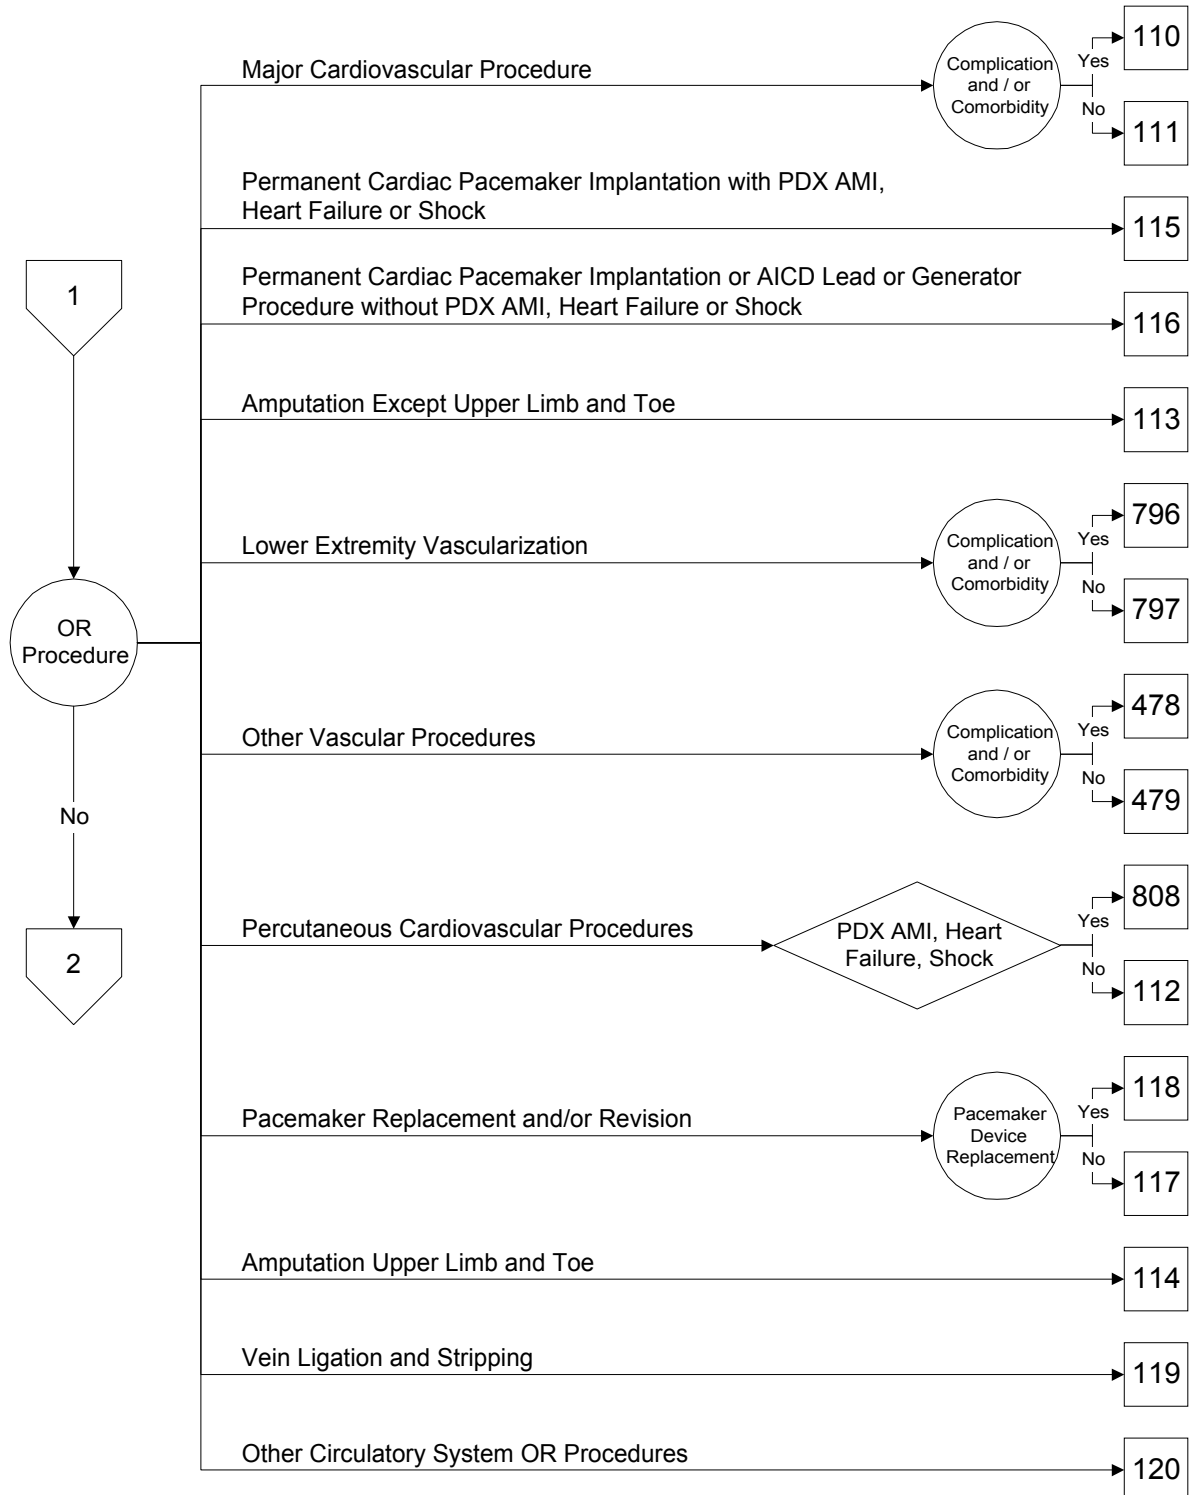 110
Major Cardiovascular Procedure
Complication
and / or
Comorbidity
Yes
No
111
Permanent Cardiac Pacemaker Implantation with PDX AMI,
Heart Failure or Shock
115
1
Permanent Cardiac Pacemaker Implantation or AICD Lead or Generator
Procedure without PDX AMI, Heart Failure or Shock
116
Amputation Except Upper Limb and Toe
113
796
Lower Extremity Vascularization
Complication
and / or
Comorbidity
Yes
No
797
OR
Procedure
478
Other Vascular Procedures
Complication
and / or
Comorbidity
Yes
No
479
No
808
Percutaneous Cardiovascular Procedures
PDX AMI, Heart
Failure, Shock
Yes
No
112
2
118
Pacemaker Replacement and/or Revision
Pacemaker
Device
Replacement
Yes
No
117
Amputation Upper Limb and Toe
114
Vein Ligation and Stripping
119
Other Circulatory System OR Procedures
120